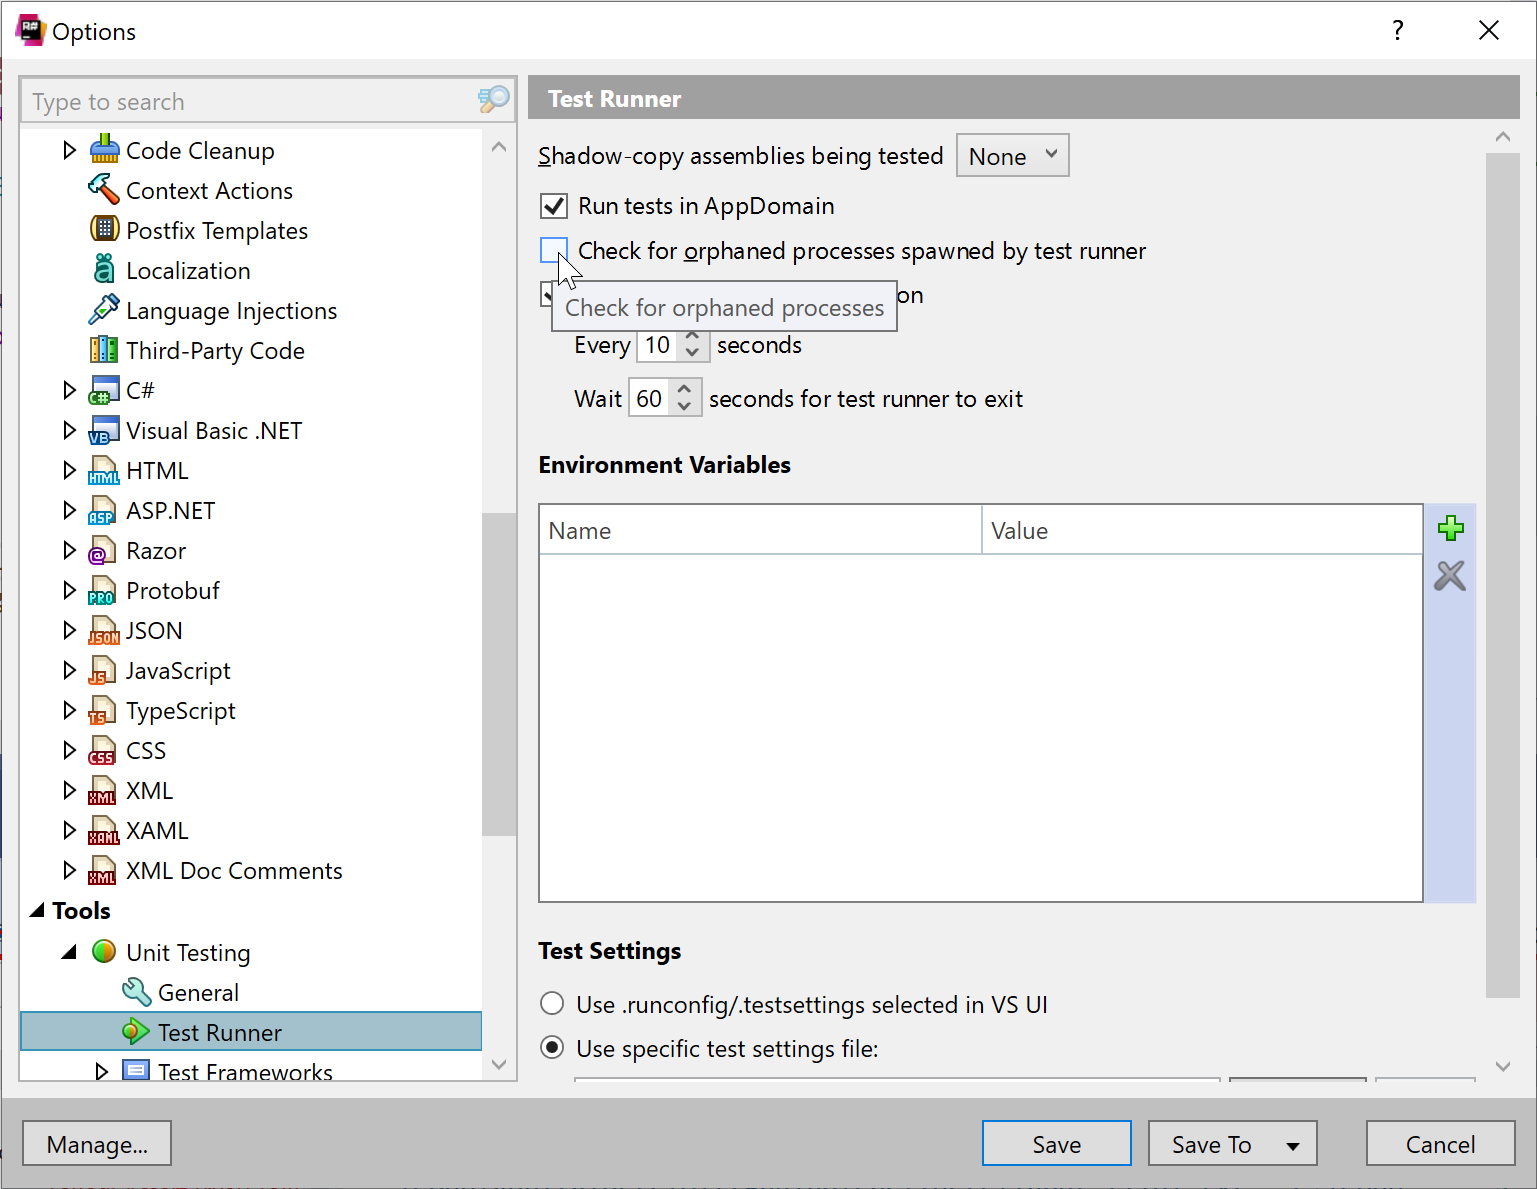 Options
?
Type to search
Code Cleanup
Context Actions
Postfix Templates
Localization
Language Injections
Third-Party Code
C#
Visual Basic .NET
HTML
ASP.NET
Razor
Protobuf
JSON
JavaScript
TypeScript
CSS
XML
XAML
XML Doc Comments
Tools
Unit Testing
General
Test Runner
Test Frameworks
Test Runner
Shadow-copy assemblies being tested None
Run tests in AppDomain
Check for orphaned processes spawned by test runner
Check for orphaned processes
on
Every 10 seconds
Wait 60 seconds for test runner to exit
Environment Variables
Name Value
Test Settings
Use .runconfig/.testsettings selected in VS UI
Use specific test settings file:
Manage... Save Save To Cancel